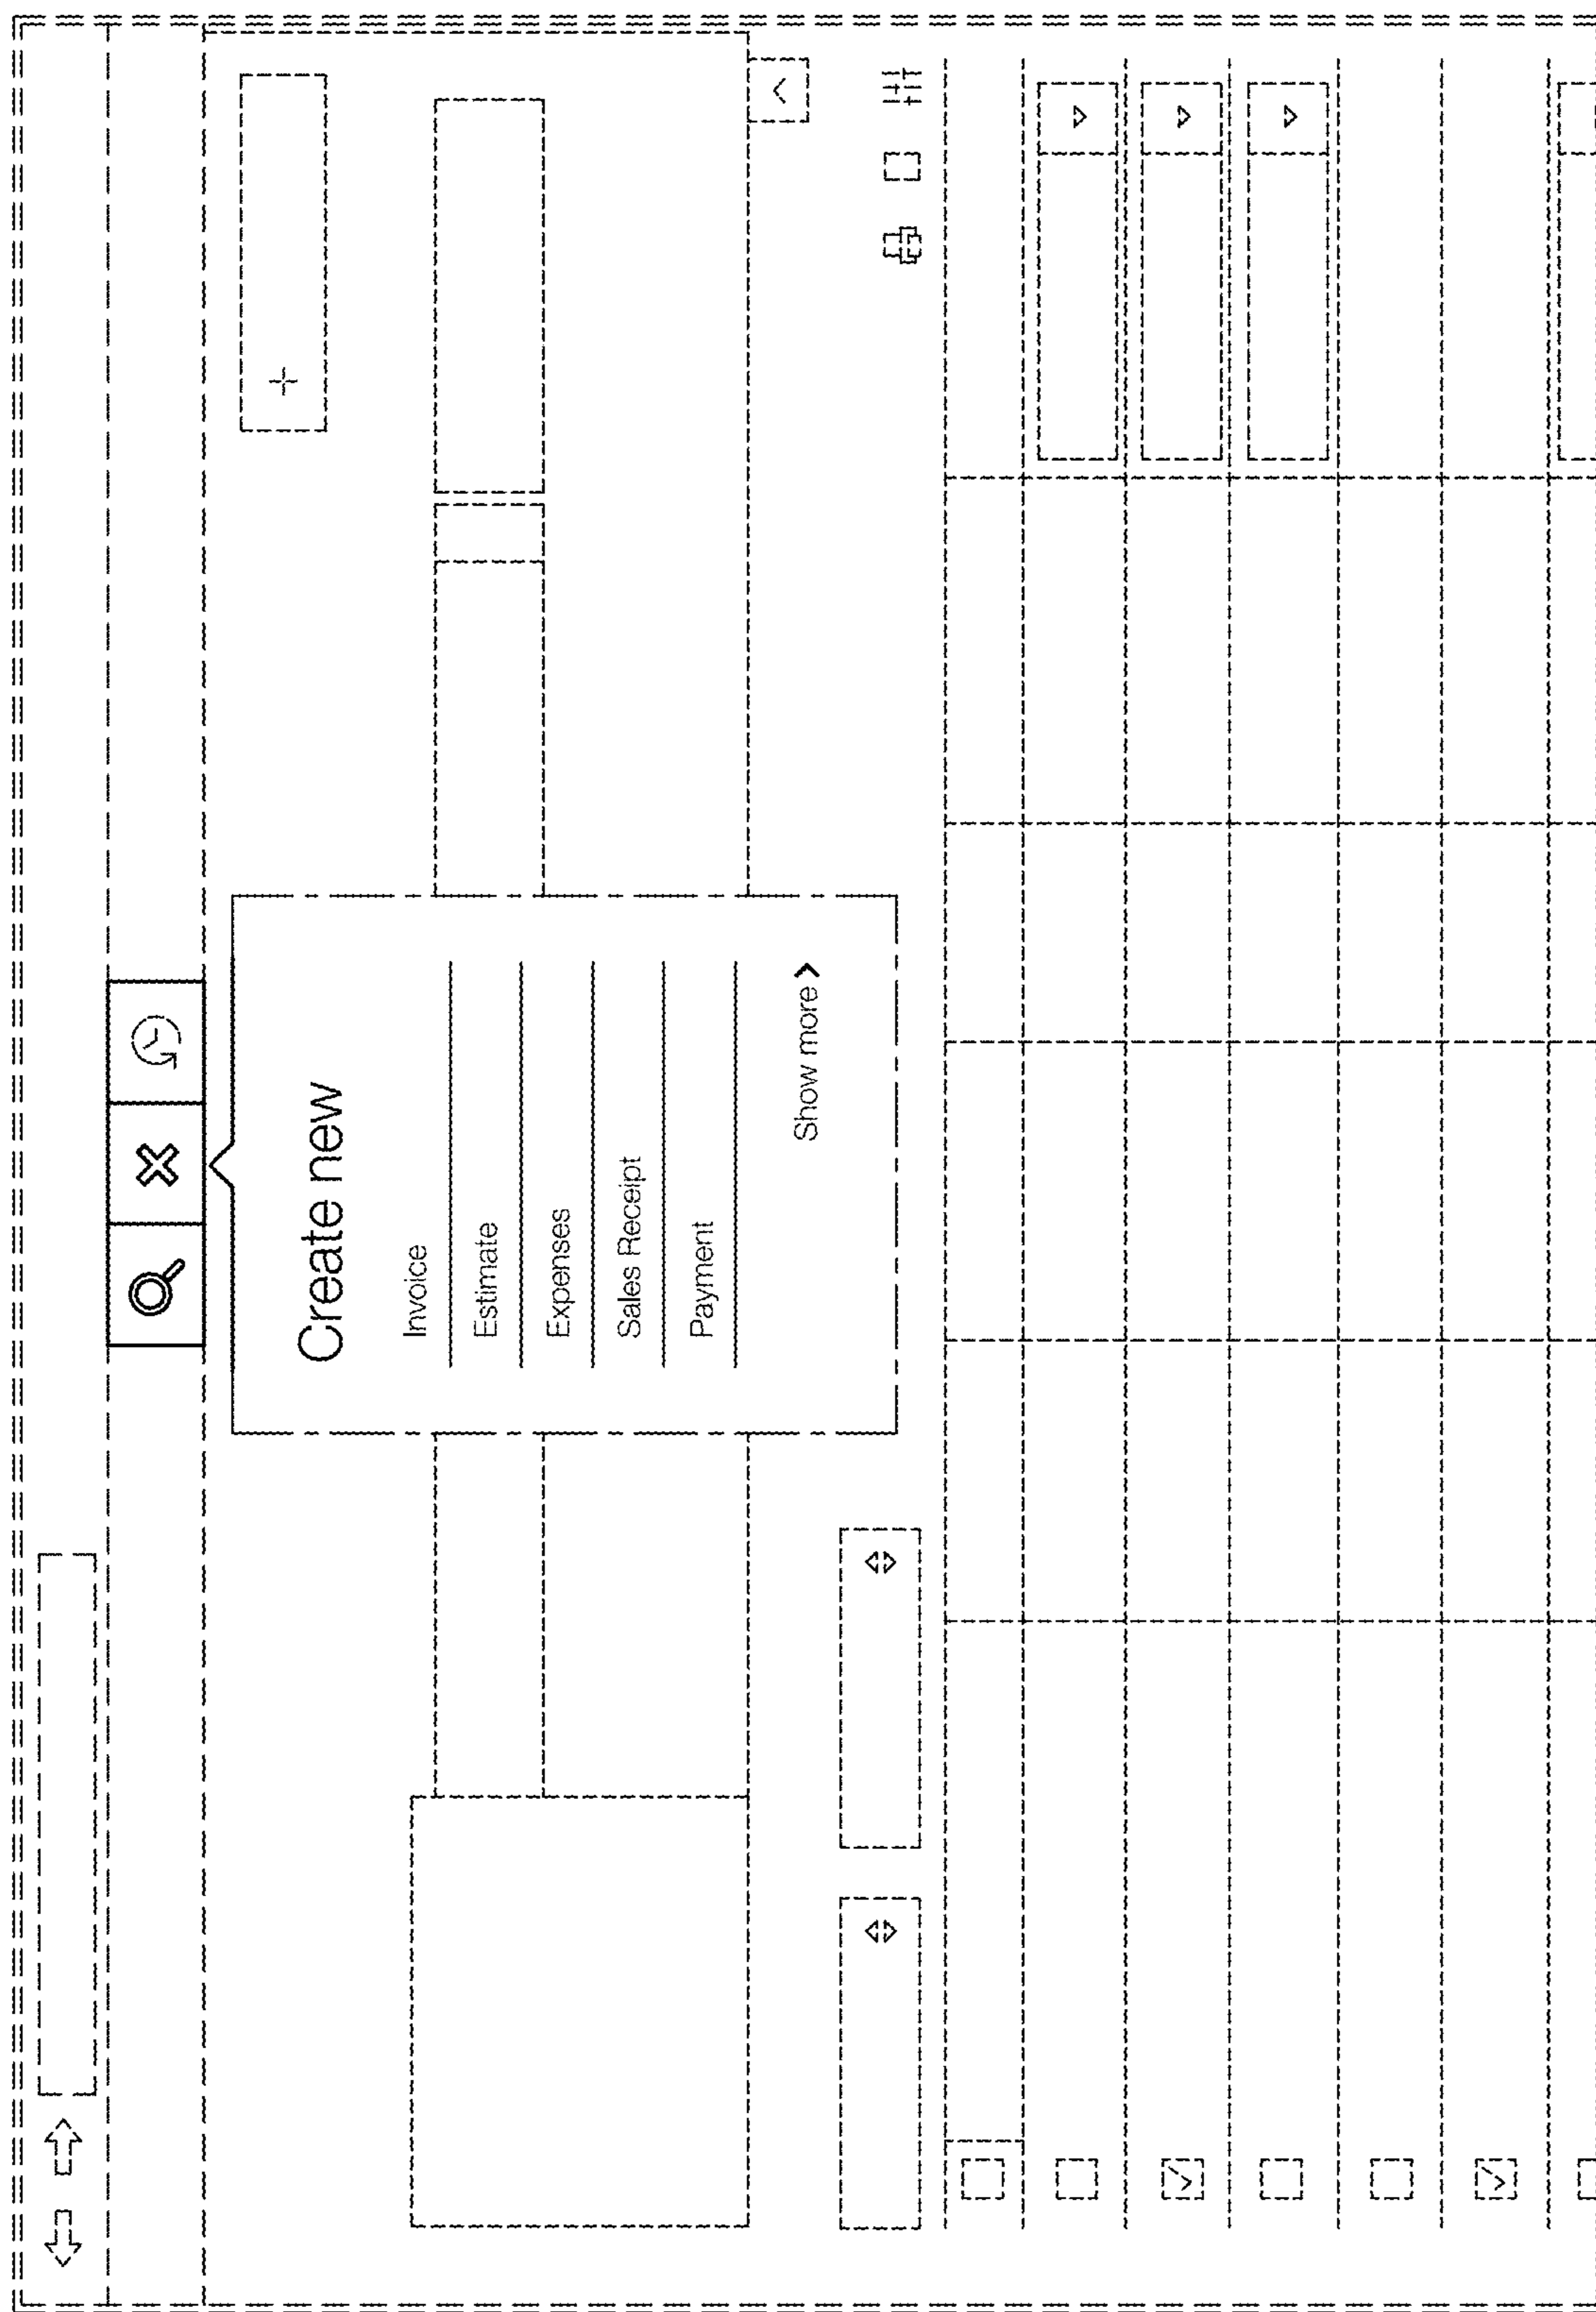 Create new
Invoice
Estimate
Expenses
Sales Receipt
Payment
Show more